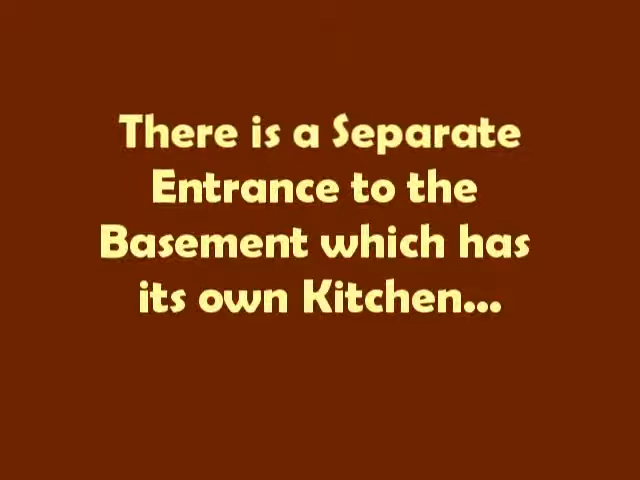 There is a Separate
Entrance to the
Basement which has
its own Kitchen...